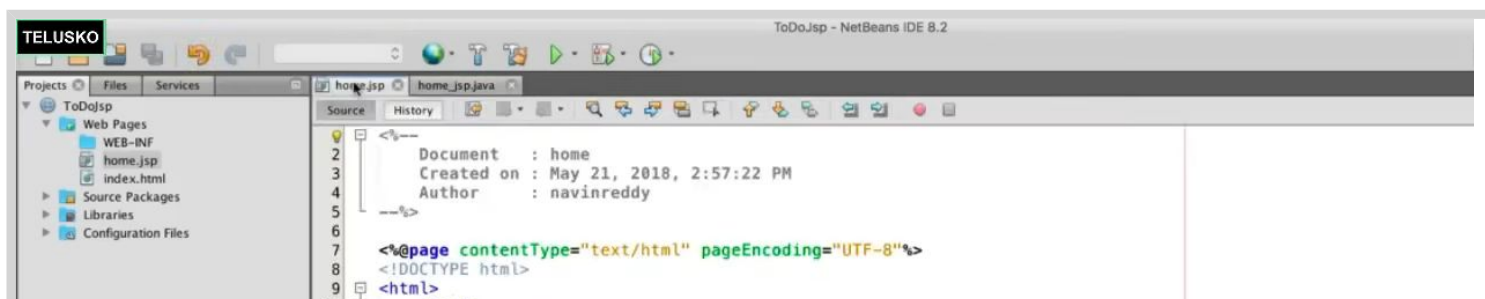 ToDoJsp - NetBeans IDE 8.2
TELUSKO
Projects Files Services
ToDoJsp
Web Pages
WEB-INF
home.jsp
index.html
Source Packages
Libraries
Configuration Files
home.jsp home_jsp.java
Source History
<%--
2 Document : home
3 Created on : May 21, 2018, 2:57:22 PM
4 Author : navinreddy
5 --%>
6
7 <%@page contentType="text/html" pageEncoding="UTF-8"%>
8 <!DOCTYPE html>
9 <html>